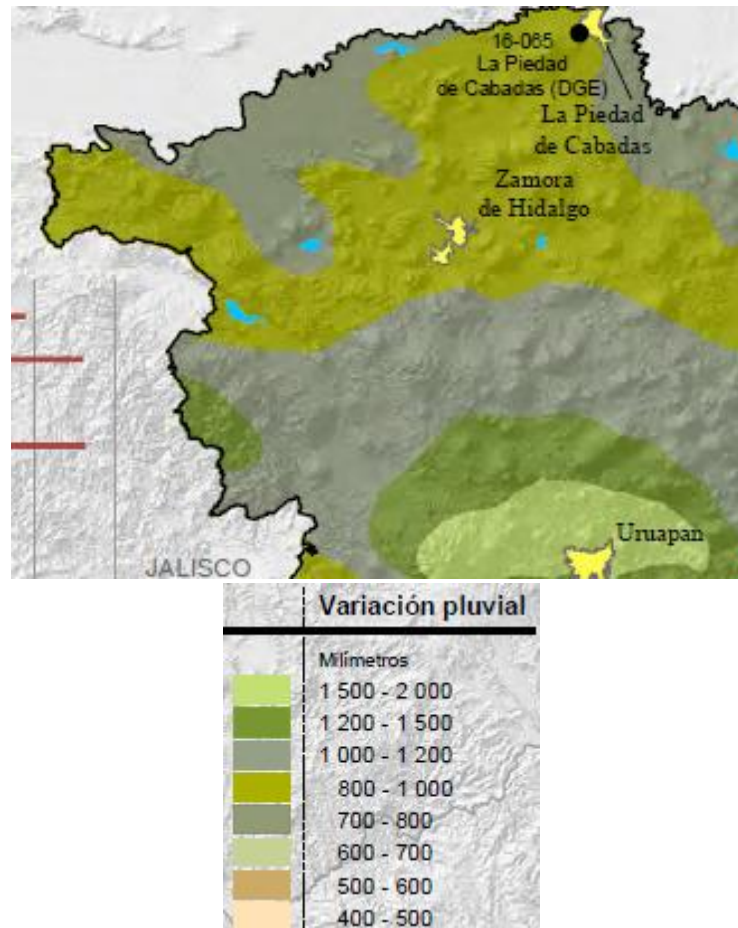 16-065
La Piedad
de Cabadas (DGE)
La Piedad
de Cabadas
Zamora
de Hidalgo
Uruapan
JALISCO
Variación pluvial
Milímetros
1 500 - 2 000
1 200 - 1 500
1 000 - 1 200
800 - 1 000
700 - 800
600 - 700
500 - 600
400 - 500